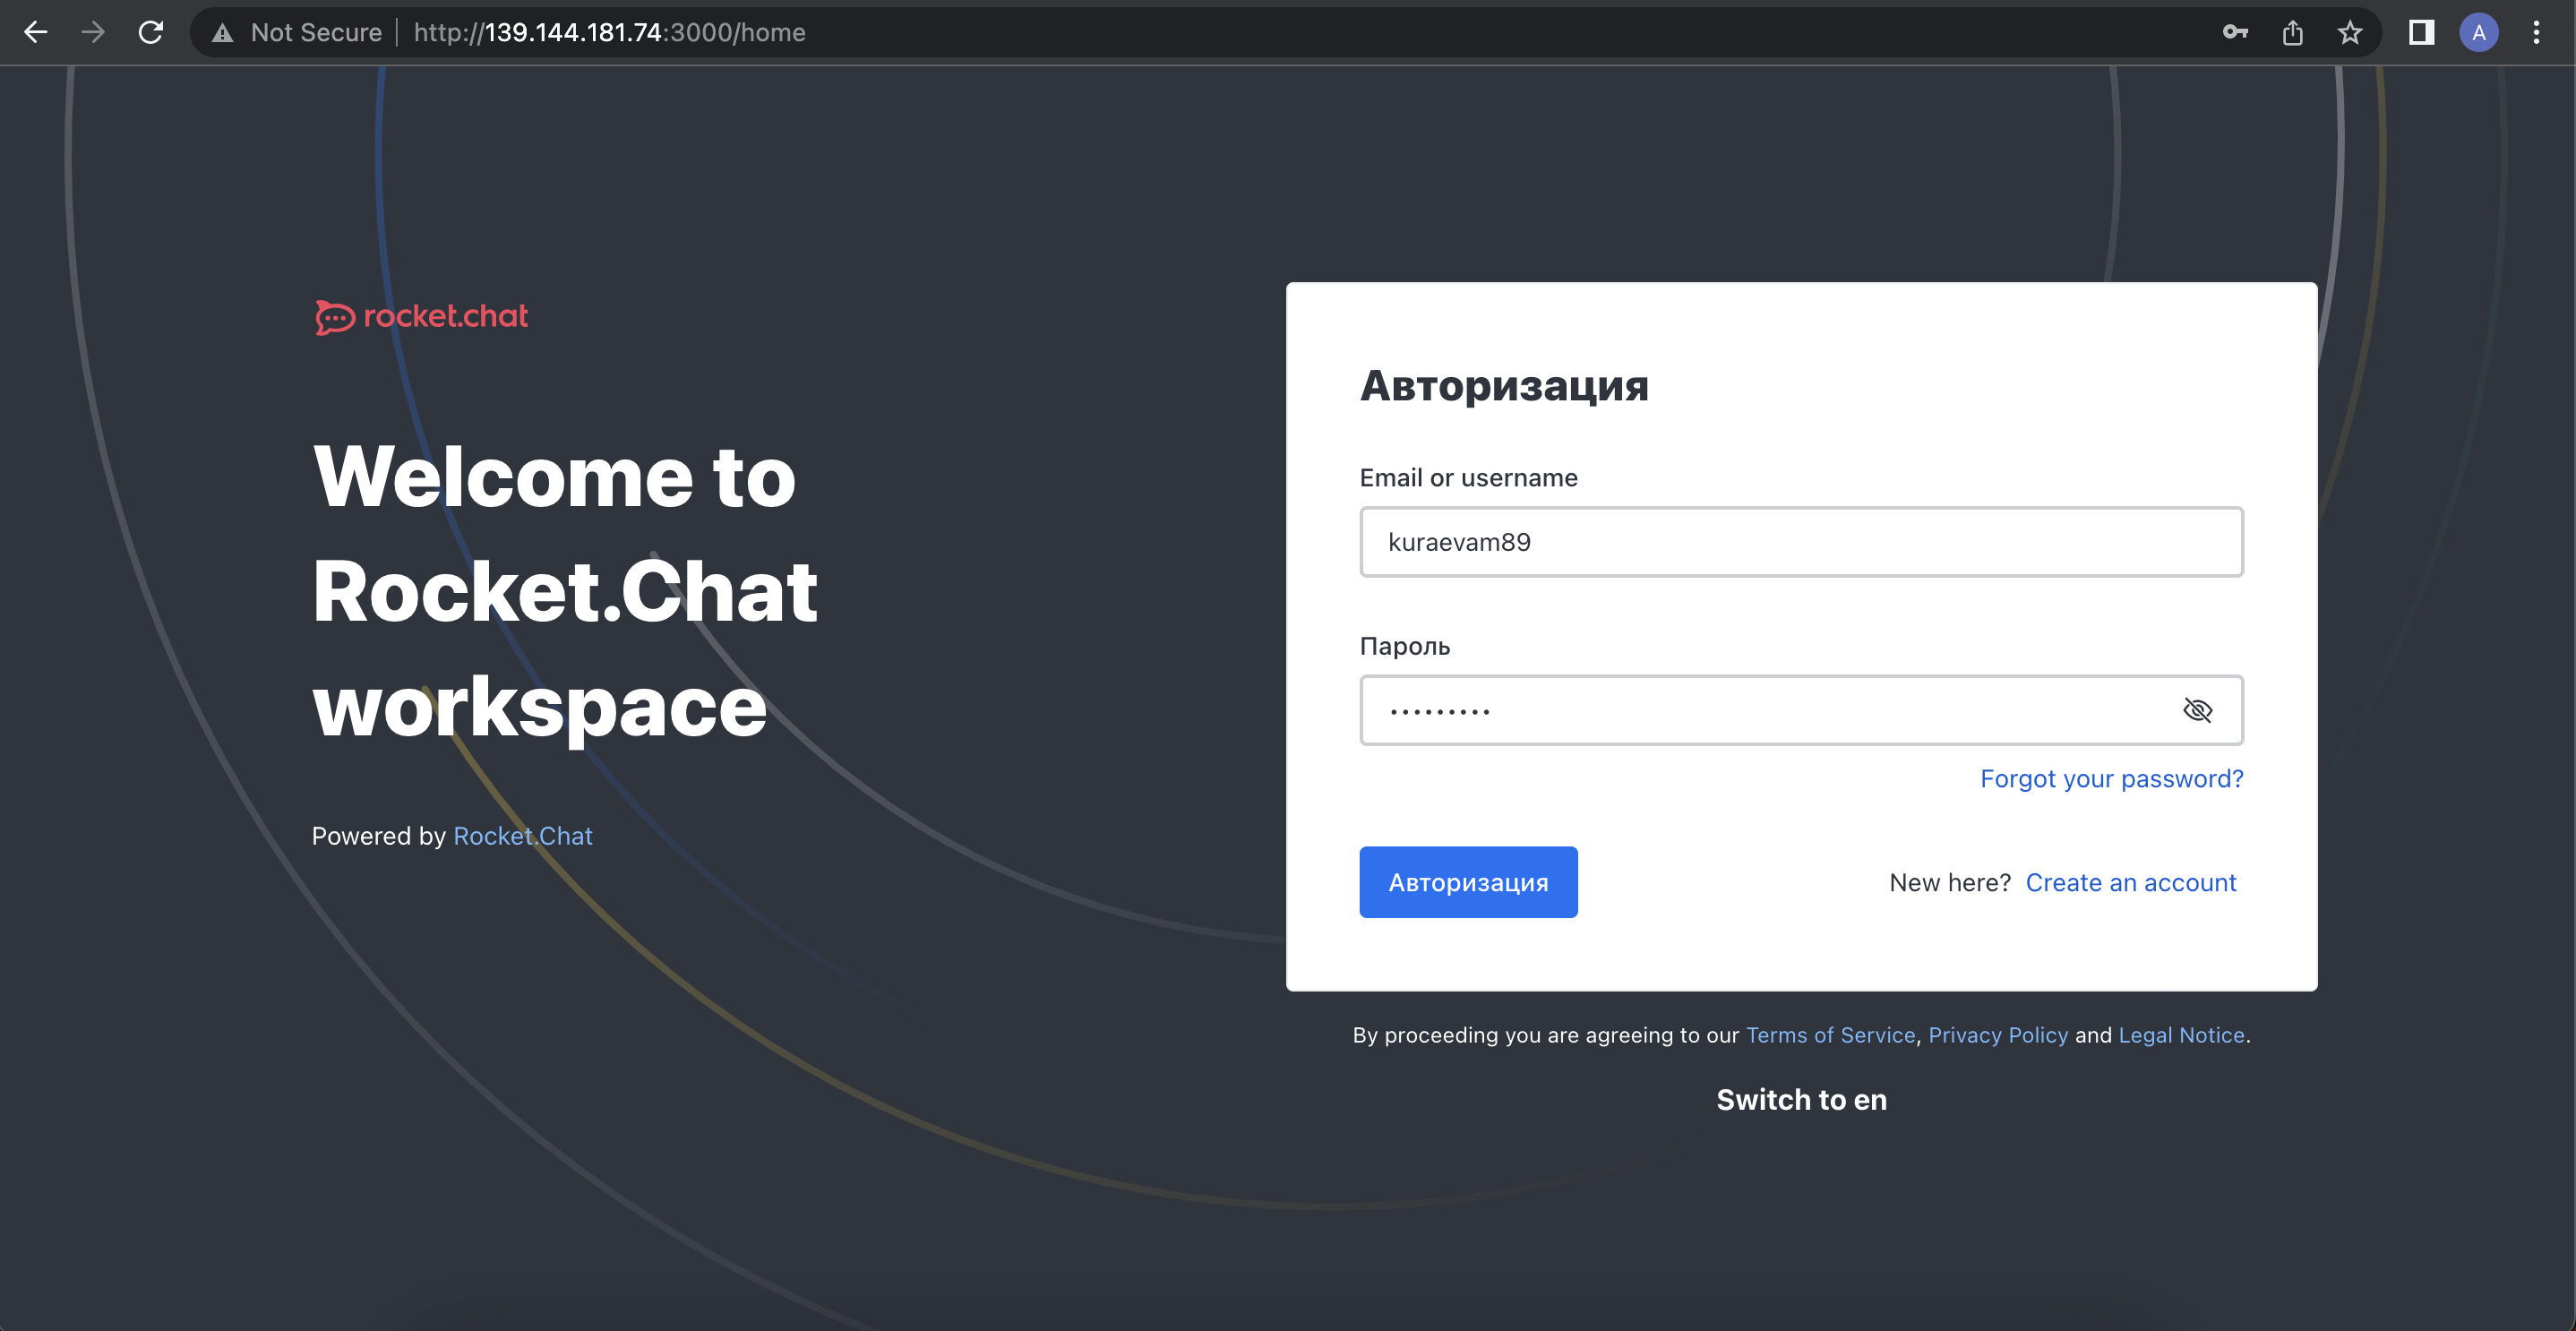 Not Secure http://139.144.181.74:3000/home
A
rocket.chat
Welcome to
Rocket.Chat
workspace
Powered by Rocket.Chat
Авторизация
Email or username
kuraevam89
Пароль
•••••••••
Forgot your password?
Авторизация
New here? Create an account
By proceeding you are agreeing to our Terms of Service, Privacy Policy and Legal Notice.
Switch to en